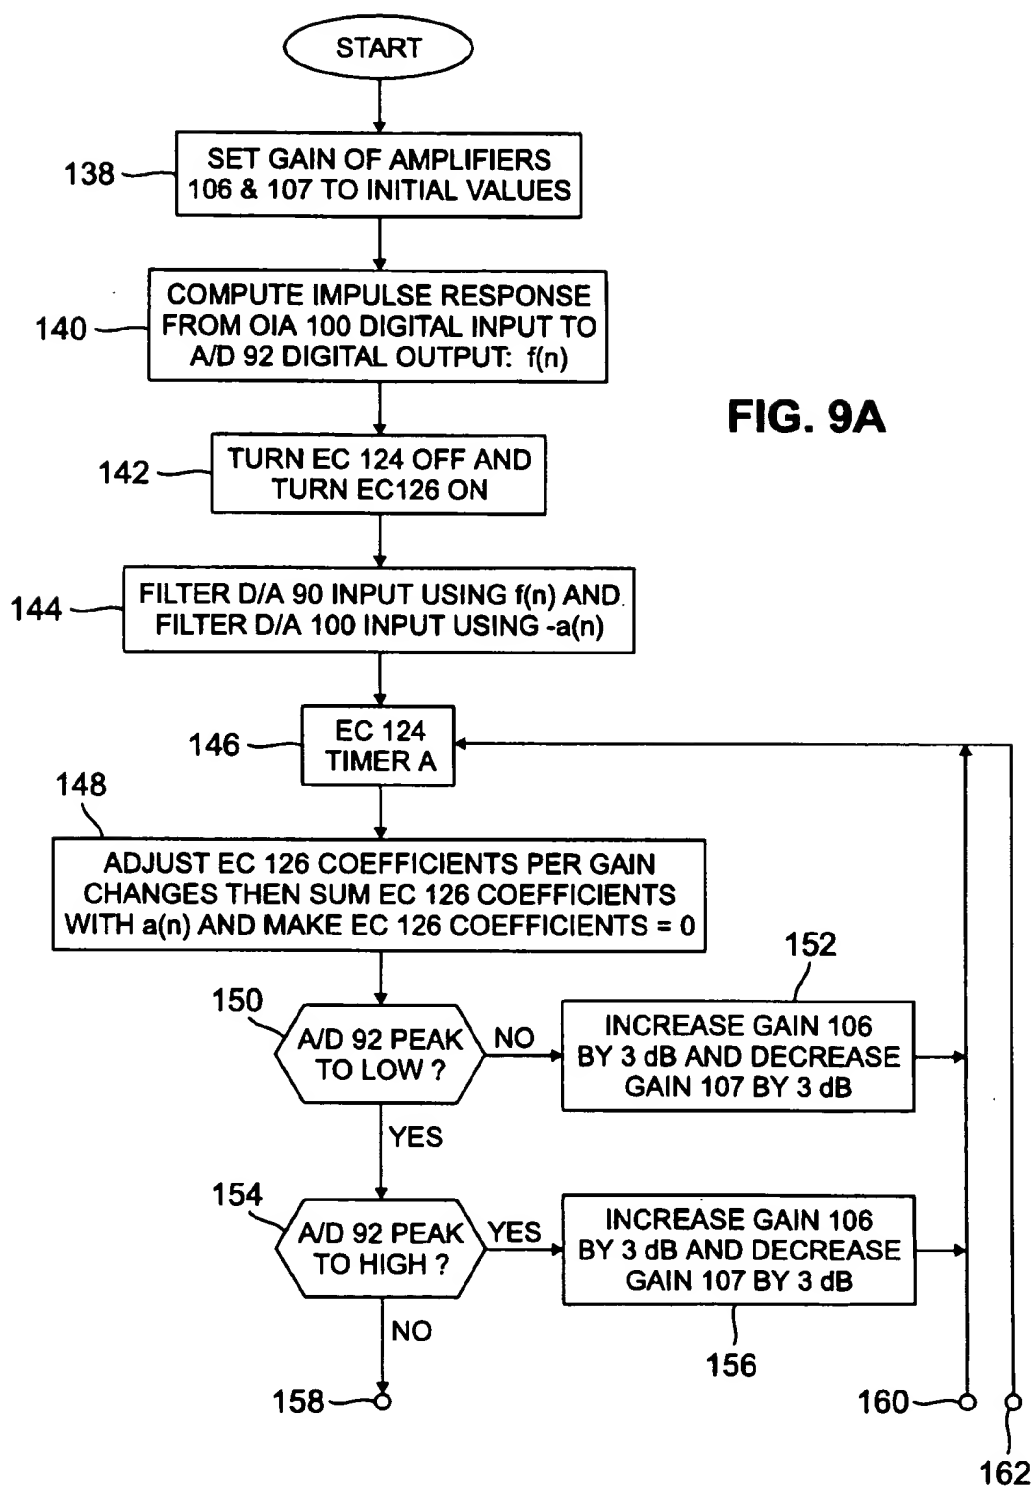 START
138
SET GAIN OF AMPLIFIERS
106 & 107 TO INITIAL VALUES
140
COMPUTE IMPULSE RESPONSE
FROM OIA 100 DIGITAL INPUT TO
A/D 92 DIGITAL OUTPUT: f(n)
FIG. 9A
142
TURN EC 124 OFF AND
TURN EC126 ON
144
FILTER D/A 90 INPUT USING f(n) AND
FILTER D/A 100 INPUT USING -a(n)
146
EC 124
TIMER A
148
ADJUST EC 126 COEFFICIENTS PER GAIN
CHANGES THEN SUM EC 126 COEFFICIENTS
WITH a(n) AND MAKE EC 126 COEFFICIENTS = 0
150
A/D 92 PEAK
TO LOW ?
NO
152
INCREASE GAIN 106
BY 3 dB AND DECREASE
GAIN 107 BY 3 dB
YES
154
A/D 92 PEAK
TO HIGH ?
YES
INCREASE GAIN 106
BY 3 dB AND DECREASE
GAIN 107 BY 3 dB
156
NO
158
160
162